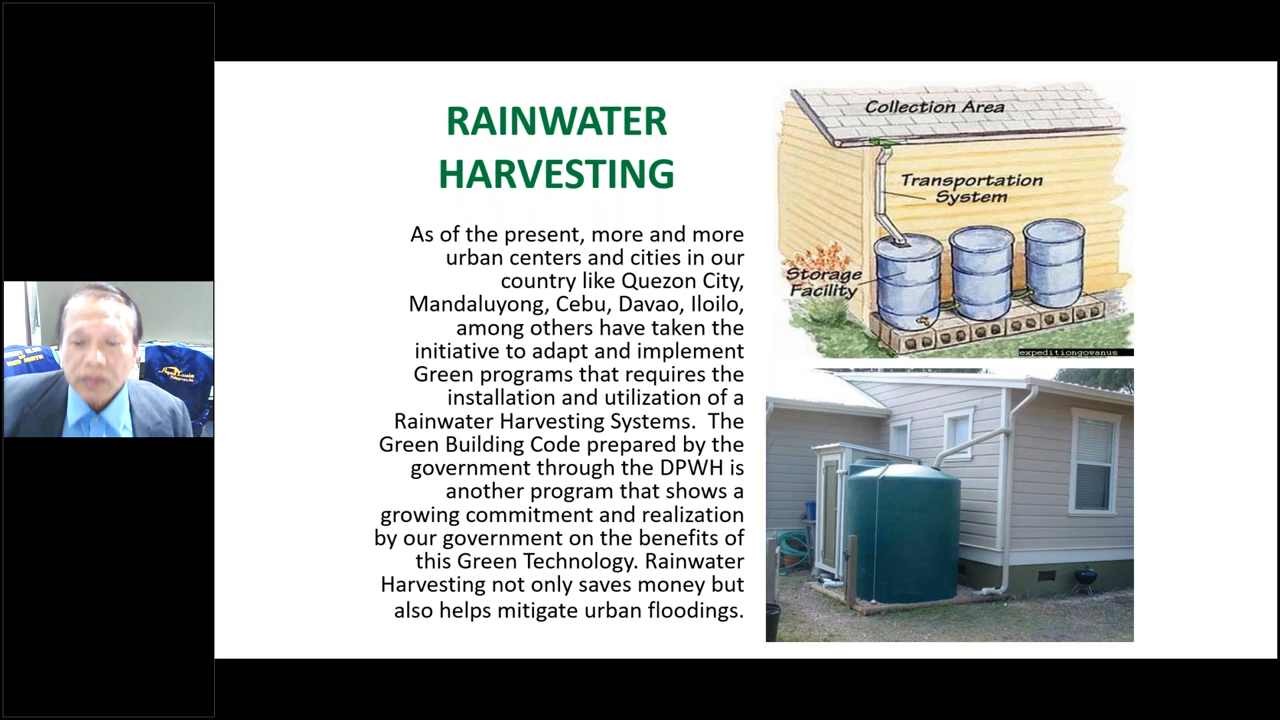 RAINWATER
HARVESTING
As of the present, more and more
urban centers and cities in our
country like Quezon City,
Mandaluyong, Cebu, Davao, Iloilo,
among others have taken the
initiative to adapt and implement
Green programs that requires the
installation and utilization of a
Rainwater Harvesting Systems.  The
Green Building Code prepared by the
government through the DPWH is
another program that shows a
growing commitment and realization
by our government on the benefits of
this Green Technology. Rainwater
Harvesting not only saves money but
also helps mitigate urban floodings.
Collection Area
Transportation
System
Storage
Facility